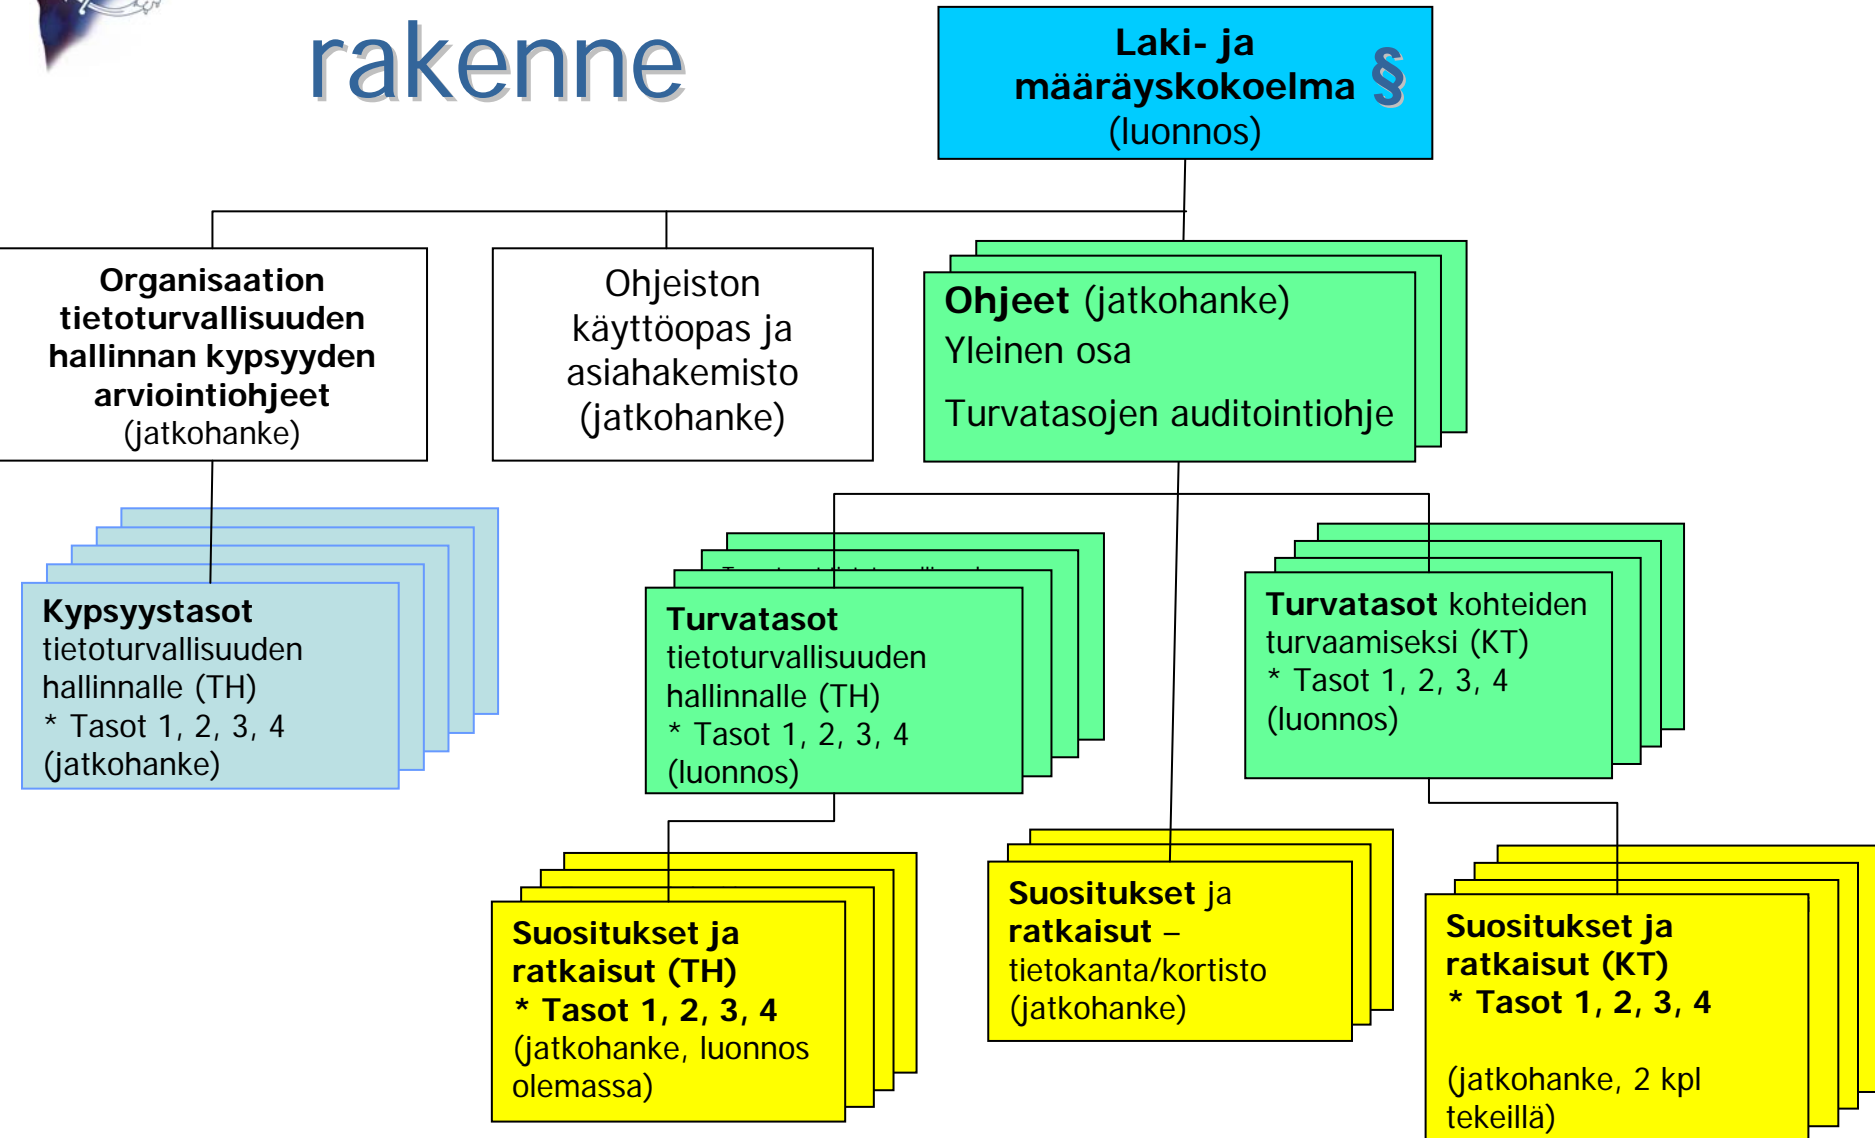 rakenne
Laki- ja
määräyskokoelma §
(luonnos)
Organisaation
tietoturvallisuuden
hallinnan kypsyyden
arviointiohjeet
(jatkohanke)
Ohjeiston
käyttöopas ja
asiahakemisto
(jatkohanke)
Ohjeet (jatkohanke)
Yleinen osa
Turvatasojen auditointiohje
Kypsyystasot
tietoturvallisuuden
hallinnalle (TH)
* Tasot 1, 2, 3, 4
(jatkohanke)
Turvatasot
tietoturvallisuuden
hallinnalle (TH)
* Tasot 1, 2, 3, 4
(luonnos)
Turvatasot kohteiden
turvaamiseksi (KT)
* Tasot 1, 2, 3, 4
(luonnos)
Suositukset ja
ratkaisut (TH)
* Tasot 1, 2, 3, 4
(jatkohanke, luonnos
olemassa)
Suositukset ja
ratkaisut –
tietokanta/kortisto
(jatkohanke)
Suositukset ja
ratkaisut (KT)
* Tasot 1, 2, 3, 4
(jatkohanke, 2 kpl
tekeillä)